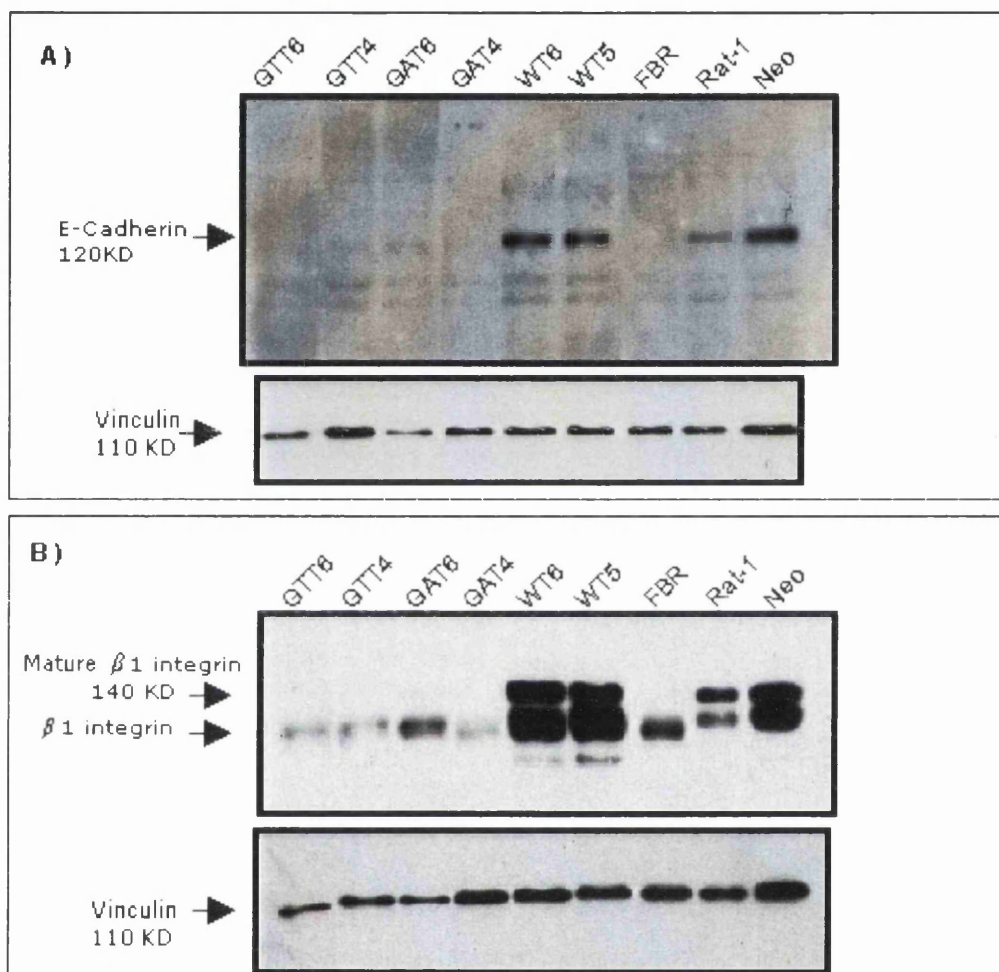 A)
GTT6 GTT4 GAT6 GAT4 WT6 WT5 FBR Rat-1 Neo
E-Cadherin
120KD
Vinculin
110 KD
B)
GTT6 GTT4 GAT6 GAT4 WT6 WT5 FBR Rat-1 Neo
Mature β1 integrin
140 KD
β1 integrin
Vinculin
110 KD